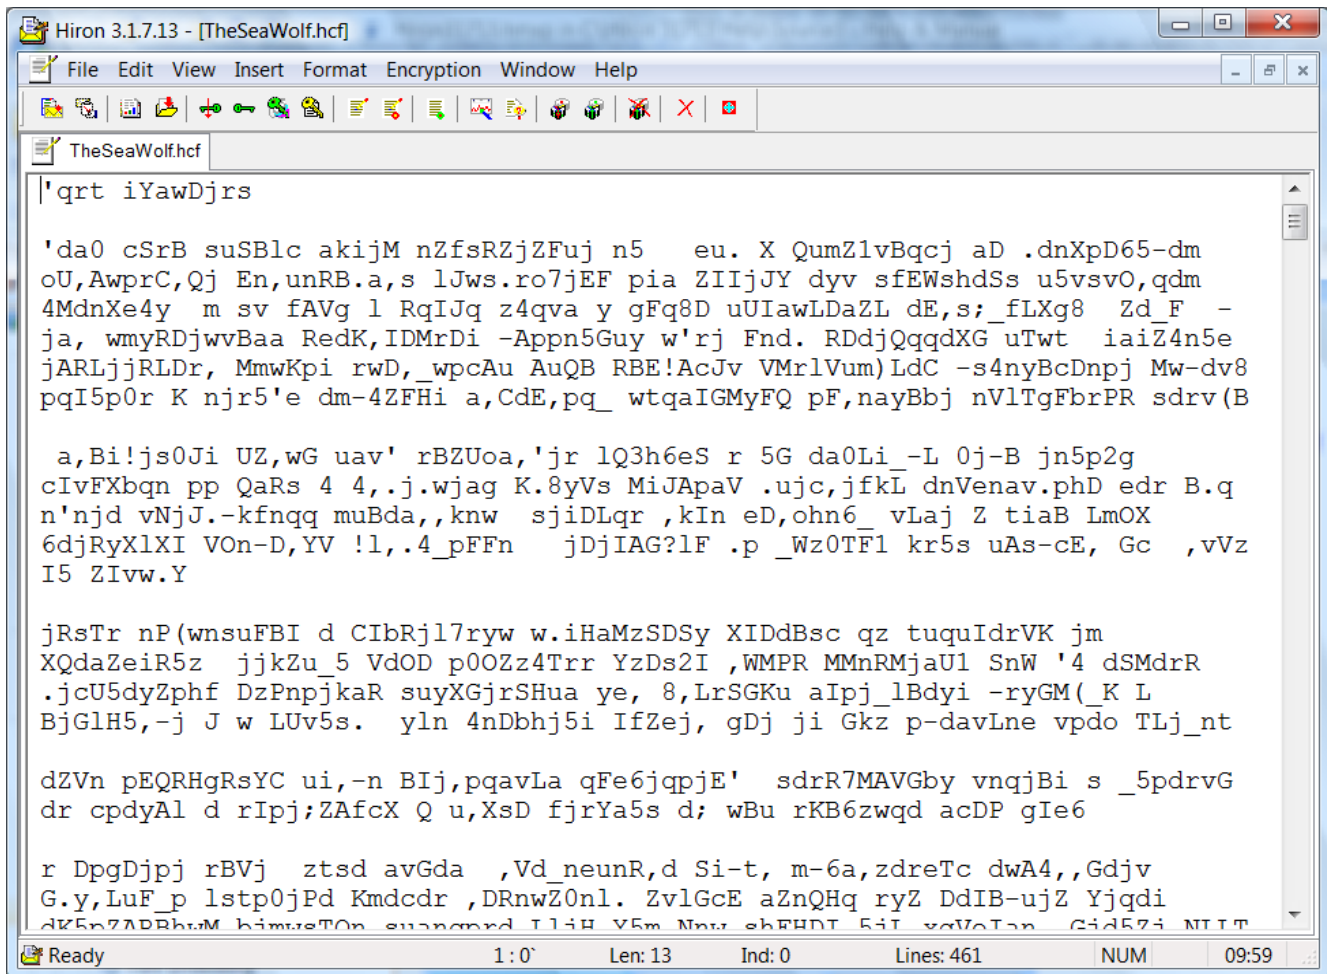 Hiron 3.1.7.13 - [TheSeaWolf.hcf]
File Edit View Insert Format Encryption Window Help
TheSeaWolf.hcf
'qrt iYawDjrs
'da0 cSrB suSBlc akijM nZfsRZjZFuj n5   eu. X QumZ1vBqcj aD .dnXpD65-dm
oU,AwprC,Qj En,unRB.a,s lJws.ro7jEF pia ZIIjJY dyv sfEWshdSs u5vsvO,qdm
4MdnXe4y  m sv fAVg l RqIJq z4qva y gFq8D uUIawLDaZL dE,s;_fLXg8  Zd_F  -
ja, wmyRDjwvBaa RedK,IDMrDi -Appn5Guy w'rj Fnd. RDdjQqqdXG uTwt  iaiZ4n5e
jARLjjRLDr, MmwKpi rwD,_wpcAu AuQB RBE!AcJv VMrlVum)LdC -s4nyBcDnpj Mw-dv8
pqI5p0r K njr5'e dm-4ZFHi a,CdE,pq_ wtqaIGMyFQ pF,nayBbj nVlTgFbrPR sdrv(B
a,Bi!js0Ji UZ,wG uav' rBZUoa,'jr lQ3h6eS r 5G da0Li_-L 0j-B jn5p2g
cIvFXbqn pp QaRs 4 4,.j.wjag K.8yVs MiJApaV .ujc,jfkL dnVenav.phD edr B.q
n'njd vNjJ.-kfnqq muBda,,knw  sjiDLqr ,kIn eD,ohn6_ vLaj Z tiaB LmOX
6djRyXlXI VOn-D,YV !l,.4_pFFn   jDjIAG?lF .p _Wz0TF1 kr5s uAs-cE, Gc  ,vVz
I5 ZIvw.Y
jRsTr nP(wnsuFBI d CIbRjl7ryw w.iHaMzSDSy XIDdBsc qz tuquIdrVK jm
XQdaZeiR5z  jjkZu_5 VdOD p0OZz4Trr YzDs2I ,WMPR MMnRMjaU1 SnW '4 dSMdrR
.jcU5dyZphf DzPnpjkaR suyXGjrSHua ye, 8,LrSGKu aIpj_lBdyi -ryGM(_K L
BjGlH5,-j J w LUv5s.  yln 4nDbhj5i IfZej, gDj ji Gkz p-davLne vpdo TLj_nt
dZVn pEQRHgRsYC ui,-n BIj,pqavLa qFe6jqpjE'  sdrR7MAVGby vnqjBi s _5pdrvG
dr cpdyAl d rIpj;ZAfcX Q u,XsD fjrYa5s d; wBu rKB6zwqd acDP gIe6
r DpgDjpj rBVj  ztsd avGda  ,Vd_neunR,d Si-t, m-6a,zdreTc dwA4,,Gdjv
G.y,LuF_p lstp0jPd Kmdcdr ,DRnwZ0nl. ZvlGcE aZnQHq ryZ DdIB-ujZ Yjqdi
Ready 1 : 0` Len: 13 Ind: 0 Lines: 461 NUM 09:59